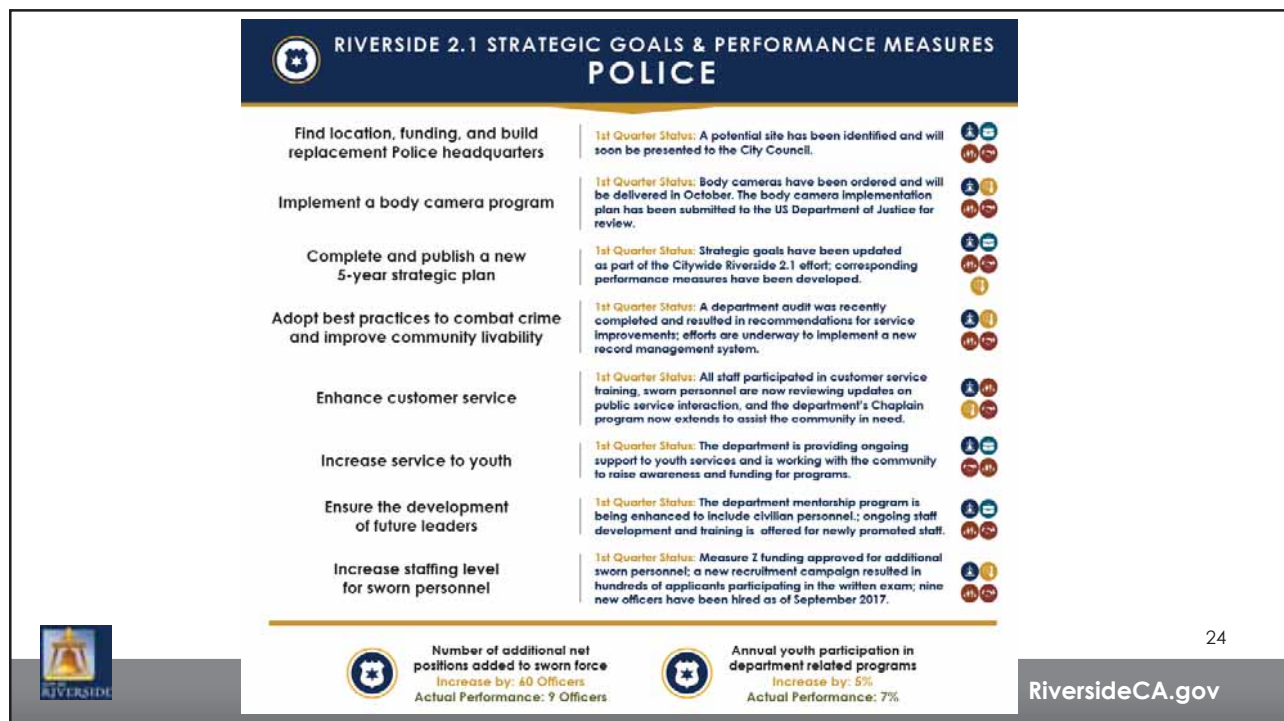 RIVERSIDE 2.1 STRATEGIC GOALS & PERFORMANCE MEASURES
POLICE
Find location, funding, and build
replacement Police headquarters
1st Quarter Status: A potential site has been identified and will
soon be presented to the City Council.
Implement a body camera program
1st Quarter Status: Body cameras have been ordered and will
be delivered in October. The body camera implementation
plan has been submitted to the US Department of Justice for
review.
Complete and publish a new
5-year strategic plan
1st Quarter Status: Strategic goals have been updated
as part of the Citywide Riverside 2.1 effort; corresponding
performance measures have been developed.
Adopt best practices to combat crime
and improve community livability
1st Quarter Status: A department audit was recently
completed and resulted in recommendations for service
improvements; efforts are underway to implement a new
record management system.
Enhance customer service
1st Quarter Status: All staff participated in customer service
training, sworn personnel are now reviewing updates on
public service interaction, and the department's Chaplain
program now extends to assist the community in need.
Increase service to youth
1st Quarter Status: The department is providing ongoing
support to youth services and is working with the community
to raise awareness and funding for programs.
Ensure the development
of future leaders
1st Quarter Status: The department mentorship program is
being enhanced to include civilian personnel.; ongoing staff
development and training is offered for newly promoted staff.
Increase staffing level
for sworn personnel
1st Quarter Status: Measure Z funding approved for additional
sworn personnel; a new recruitment campaign resulted in
hundreds of applicants participating in the written exam; nine
new officers have been hired as of September 2017.
Number of additional net
positions added to sworn force
Increase by: 60 Officers
Actual Performance: 9 Officers
Annual youth participation in
department related programs
Increase by: 5%
Actual Performance: 7%
24
RIVERSIDE
RiversideCA.gov